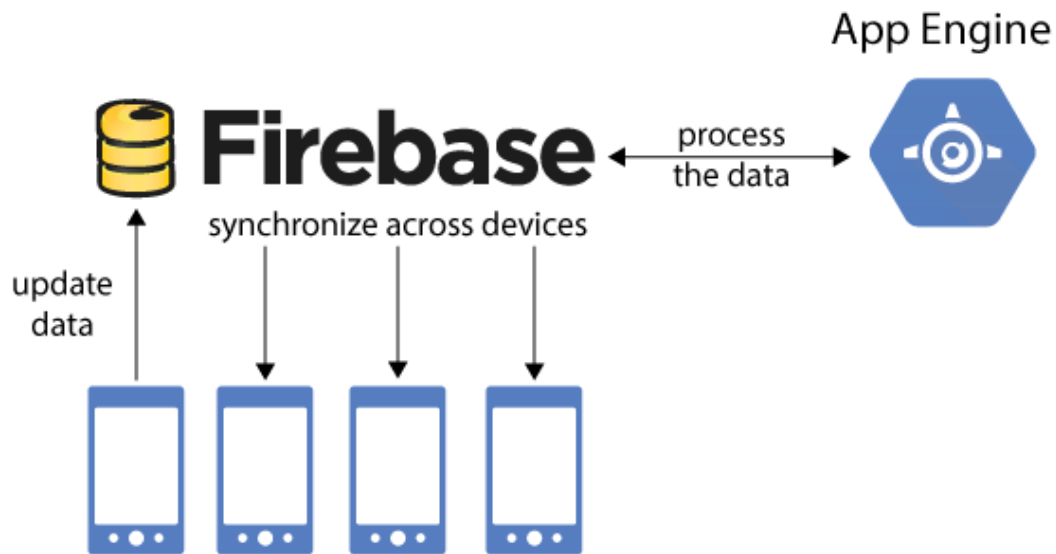 App Engine
Firebase
process
the data
synchronize across devices
update
data